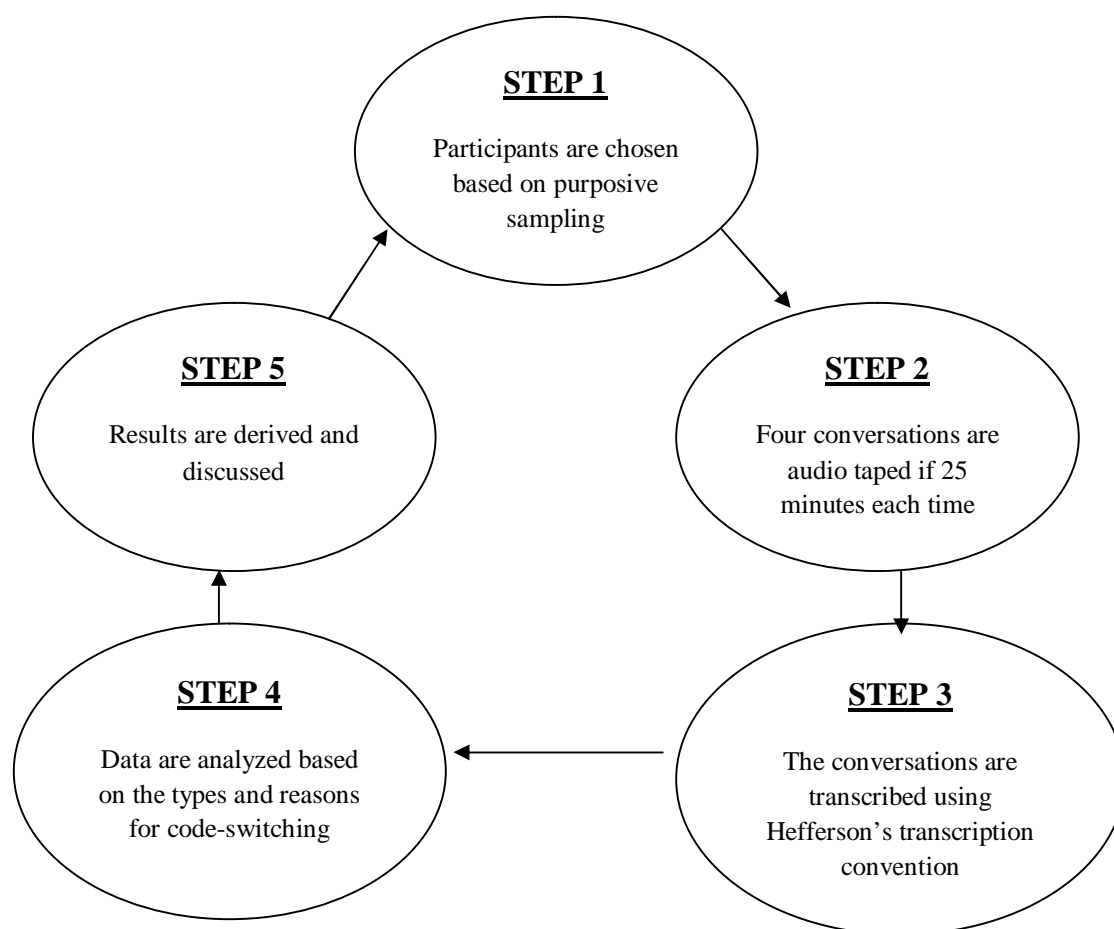 STEP 1
Participants are chosen
based on purposive
sampling
STEP 2
Four conversations are
audio taped if 25
minutes each time
STEP 3
The conversations are
transcribed using
Hefferson's transcription
convention
STEP 4
Data are analyzed based
on the types and reasons
for code-switching
STEP 5
Results are derived and
discussed